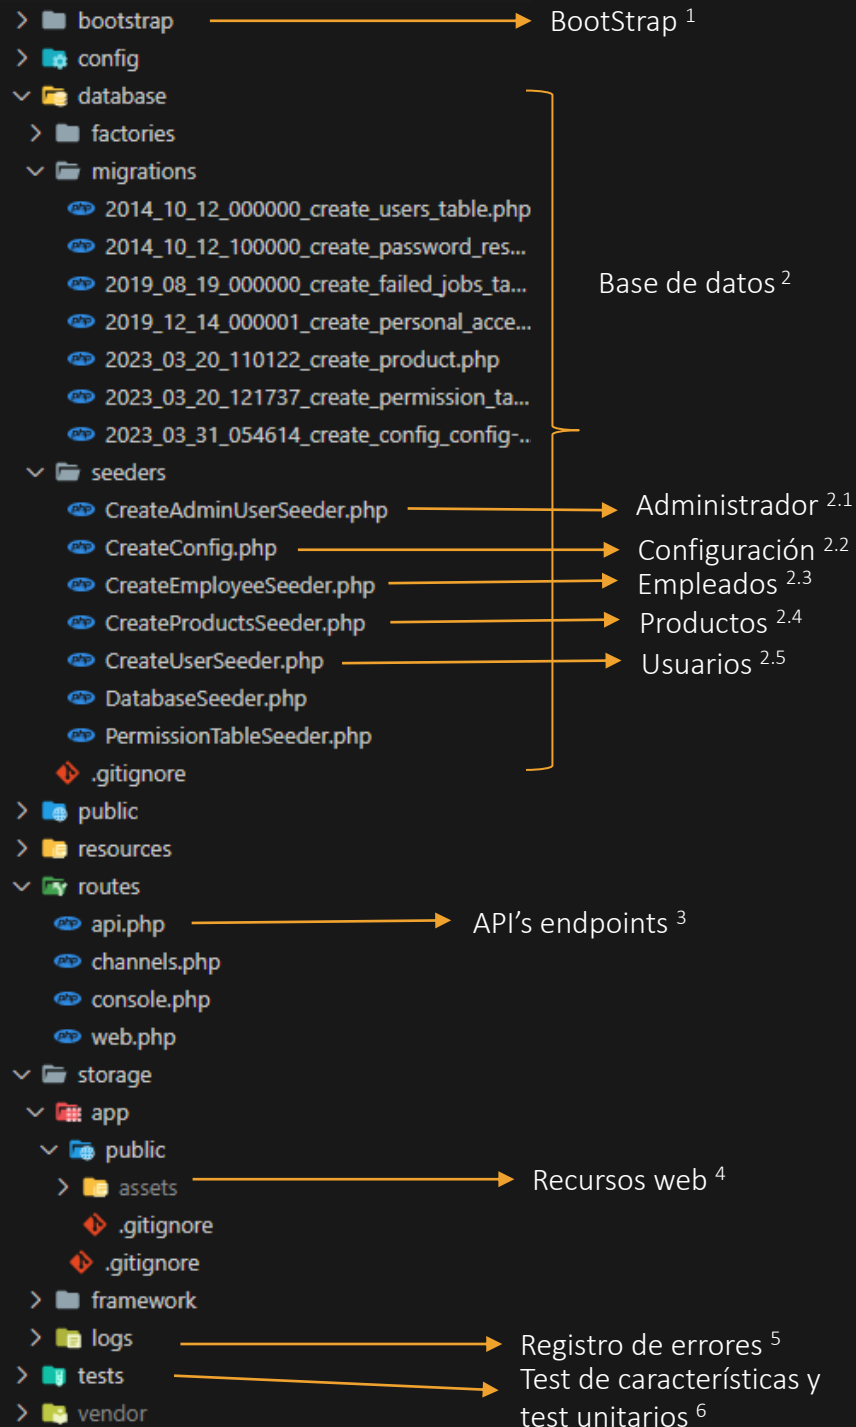 bootstrap
BootStrap 1
config
database
factories
migrations
2014_10_12_000000_create_users_table.php
2014_10_12_100000_create_password_res...
2019_08_19_000000_create_failed_jobs_ta...
Base de datos 2
2019_12_14_000001_create_personal_acce...
2023_03_20_110122_create_product.php
2023_03_20_121737_create_permission_ta...
2023_03_31_054614_create_config_config-...
seeders
CreateAdminUserSeeder.php
Administrador 2.1
CreateConfig.php
Configuración 2.2
CreateEmployeeSeeder.php
Empleados 2.3
CreateProductsSeeder.php
Productos 2.4
CreateUserSeeder.php
Usuarios 2.5
DatabaseSeeder.php
PermissionTableSeeder.php
.gitignore
public
resources
routes
api.php
API’s endpoints 3
channels.php
console.php
web.php
storage
app
public
assets
Recursos web 4
.gitignore
.gitignore
framework
logs
Registro de errores 5
tests
Test de características y
test unitarios 6
vendor